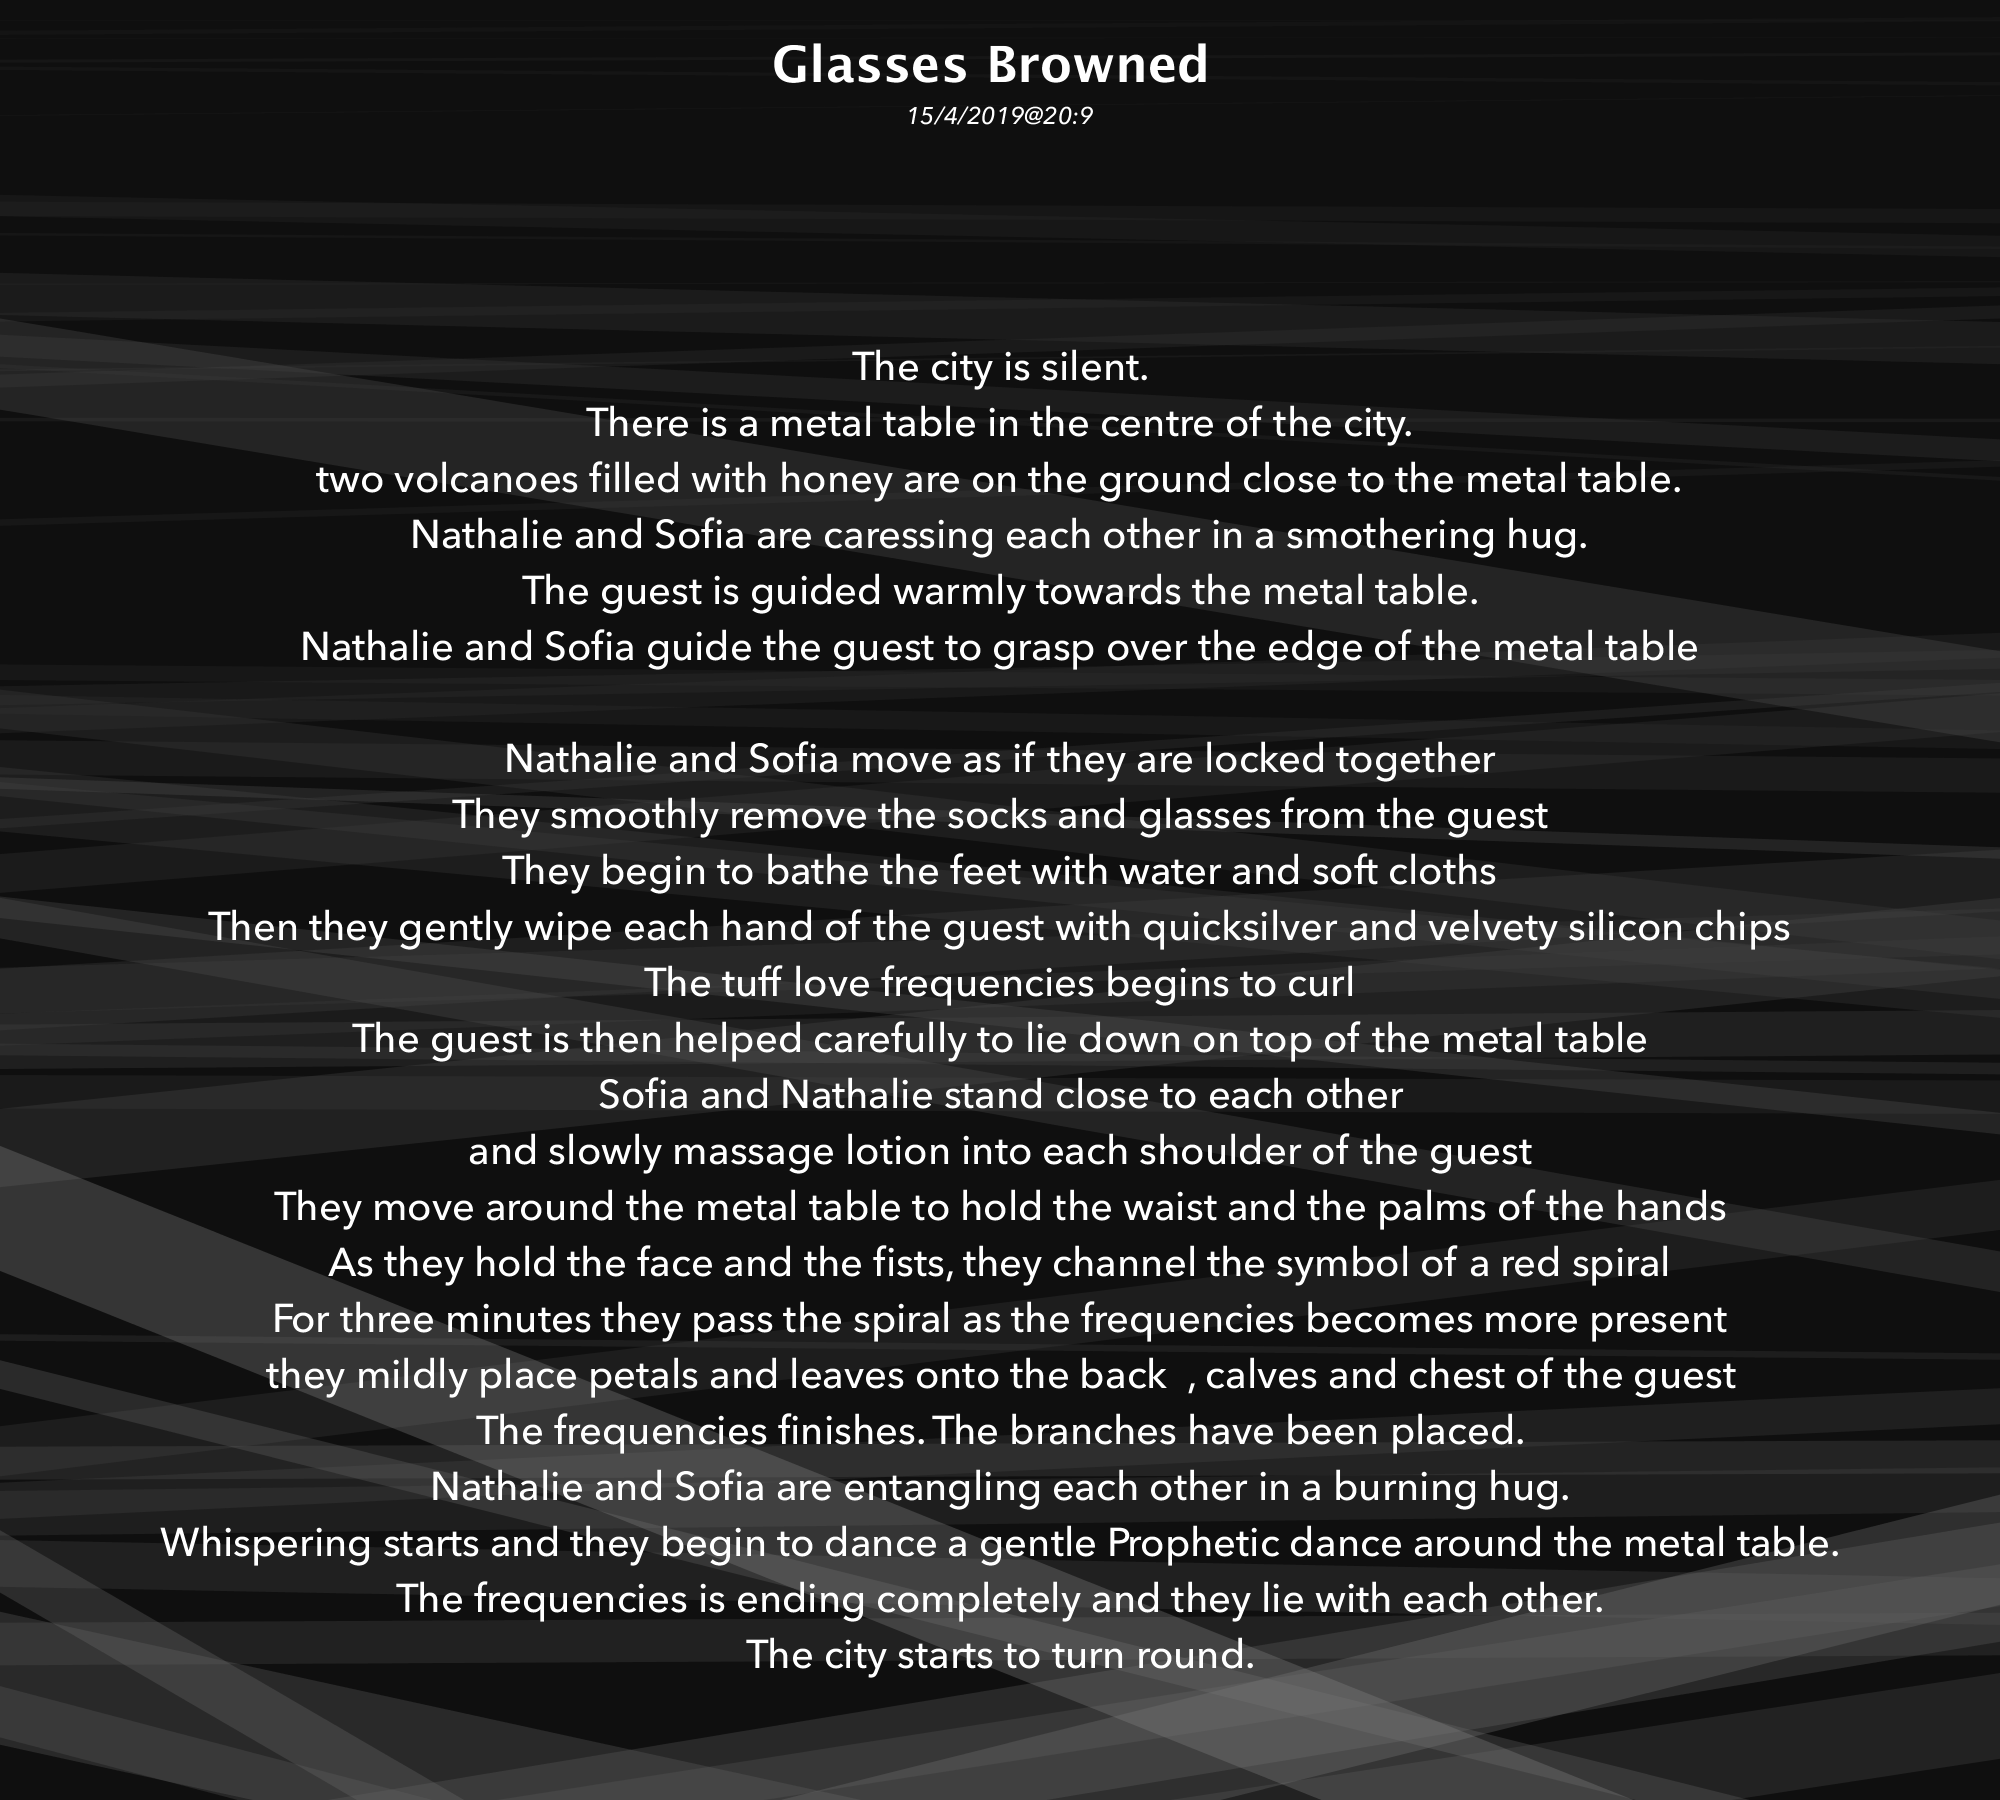 Glasses Browned
15/4/2019@20:9
The city is silent.
There is a metal table in the centre of the city.
two volcanoes filled with honey are on the ground close to the metal table.
Nathalie and Sofia are caressing each other in a smothering hug.
The guest is guided warmly towards the metal table.
Nathalie and Sofia guide the guest to grasp over the edge of the metal table
Nathalie and Sofia move as if they are locked together
They smoothly remove the socks and glasses from the guest
They begin to bathe the feet with water and soft cloths
Then they gently wipe each hand of the guest with quicksilver and velvety silicon chips
The tuff love frequencies begins to curl
The guest is then helped carefully to lie down on top of the metal table
Sofia and Nathalie stand close to each other
and slowly massage lotion into each shoulder of the guest
They move around the metal table to hold the waist and the palms of the hands
As they hold the face and the fists, they channel the symbol of a red spiral
For three minutes they pass the spiral as the frequencies becomes more present
they mildly place petals and leaves onto the back  , calves and chest of the guest
The frequencies finishes. The branches have been placed.
Nathalie and Sofia are entangling each other in a burning hug.
Whispering starts and they begin to dance a gentle Prophetic dance around the metal table.
The frequencies is ending completely and they lie with each other.
The city starts to turn round.